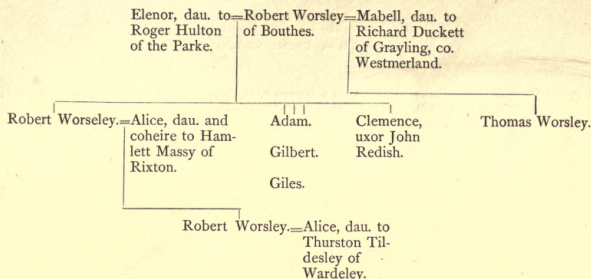 Elenor, dau. to=Robert Worsley=Mabell, dau. to
Roger Hulton of Bouthes. Richard Duckett
of the Parke. of Grayling, co.
Westmerland.
Robert Worseley.=Alice, dau. and Adam. Clemence, Thomas Worsley.
coheire to Ham- uxor John
lett Massy of Gilbert. Redish.
Rixton.
Giles.
Robert Worsley.=Alice, dau. to
Thurston Til-
desley of
Wardeley.